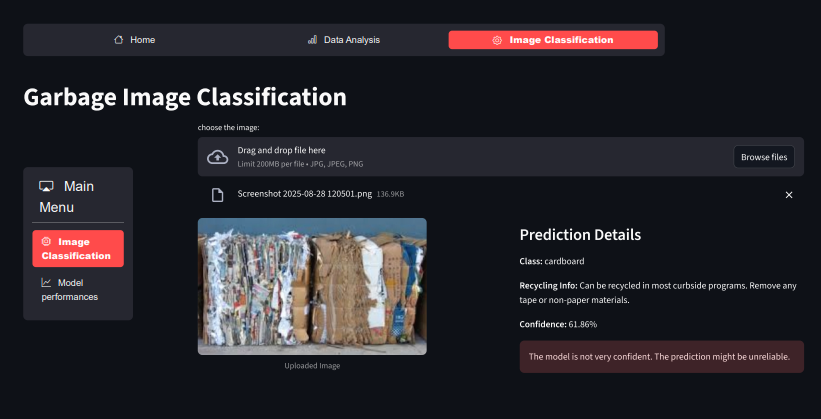 Home
Data Analysis
Image Classification
Garbage Image Classification
choose the image:
Drag and drop file here
Limit 200MB per file • JPG, JPEG, PNG
Browse files
Screenshot 2025-08-28 120501.png 136.9KB
Main
Menu
Image
Classification
Model
performances
Uploaded Image
Prediction Details
Class: cardboard
Recycling Info: Can be recycled in most curbside programs. Remove any
tape or non-paper materials.
Confidence: 61.86%
The model is not very confident. The prediction might be unreliable.